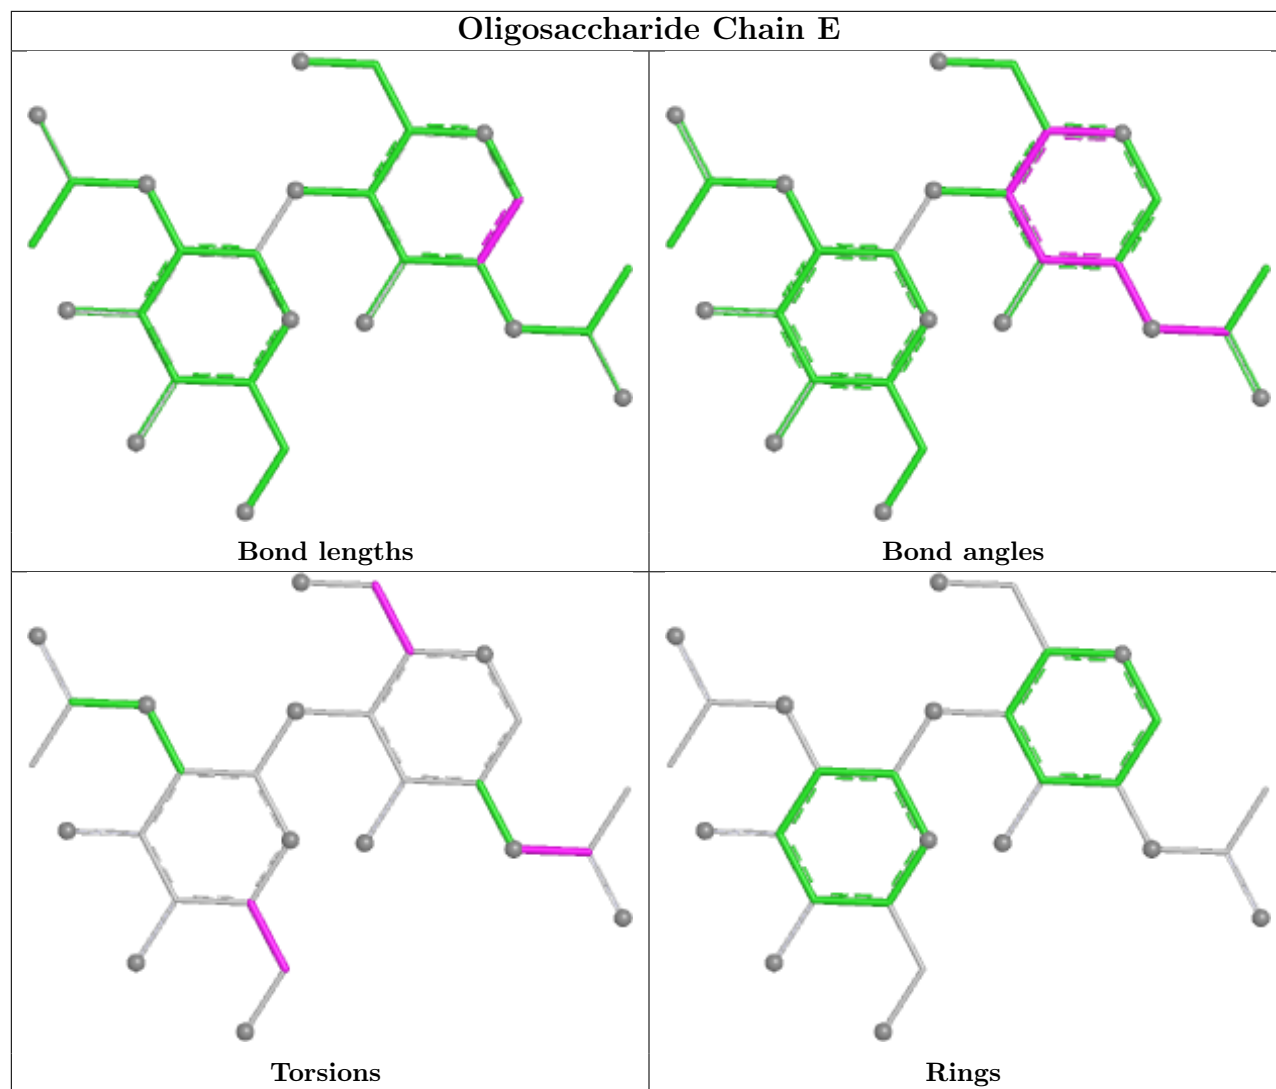 Oligosaccharide Chain E
Bond lengths
Bond angles
Torsions
Rings